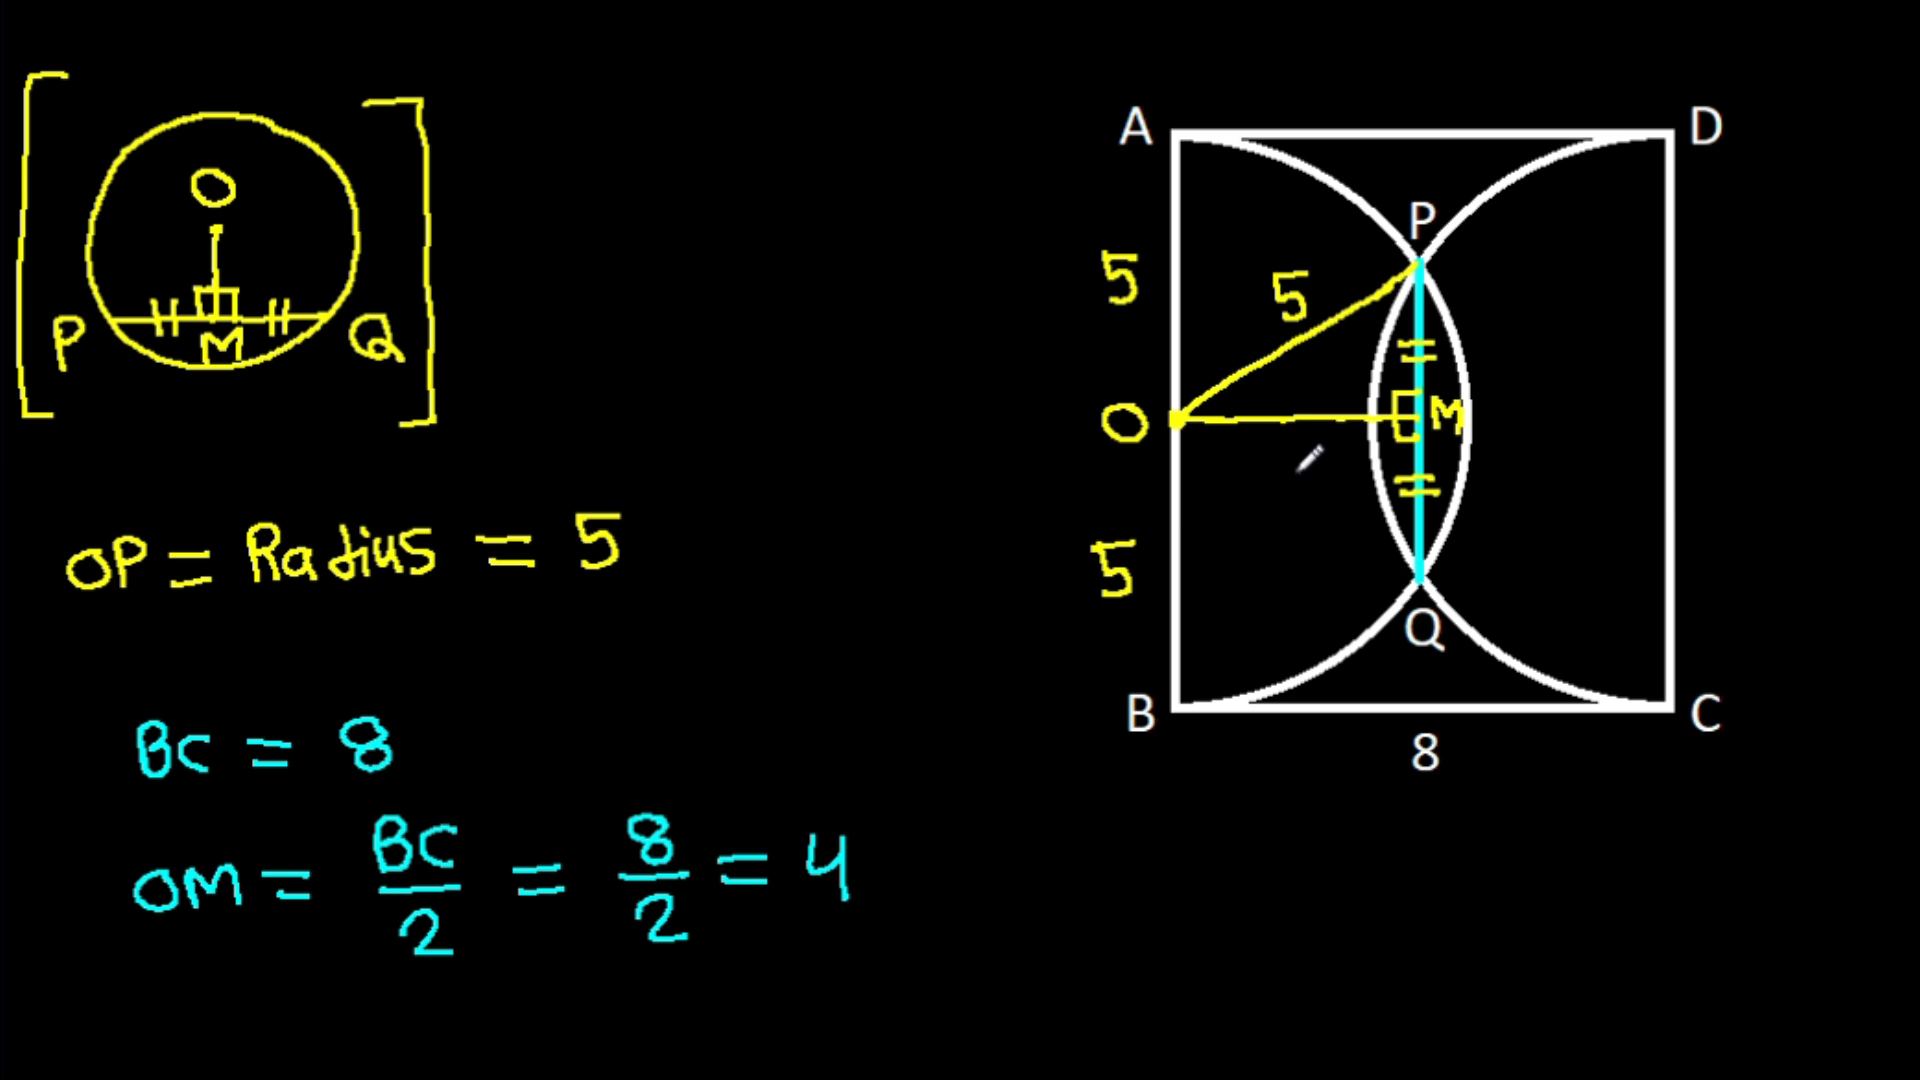 O
P M Q
OP = Radius = 5
BC = 8
OM = BC/2 = 8/2 = 4
A D
P
5 5
O M
5
Q
B C
8